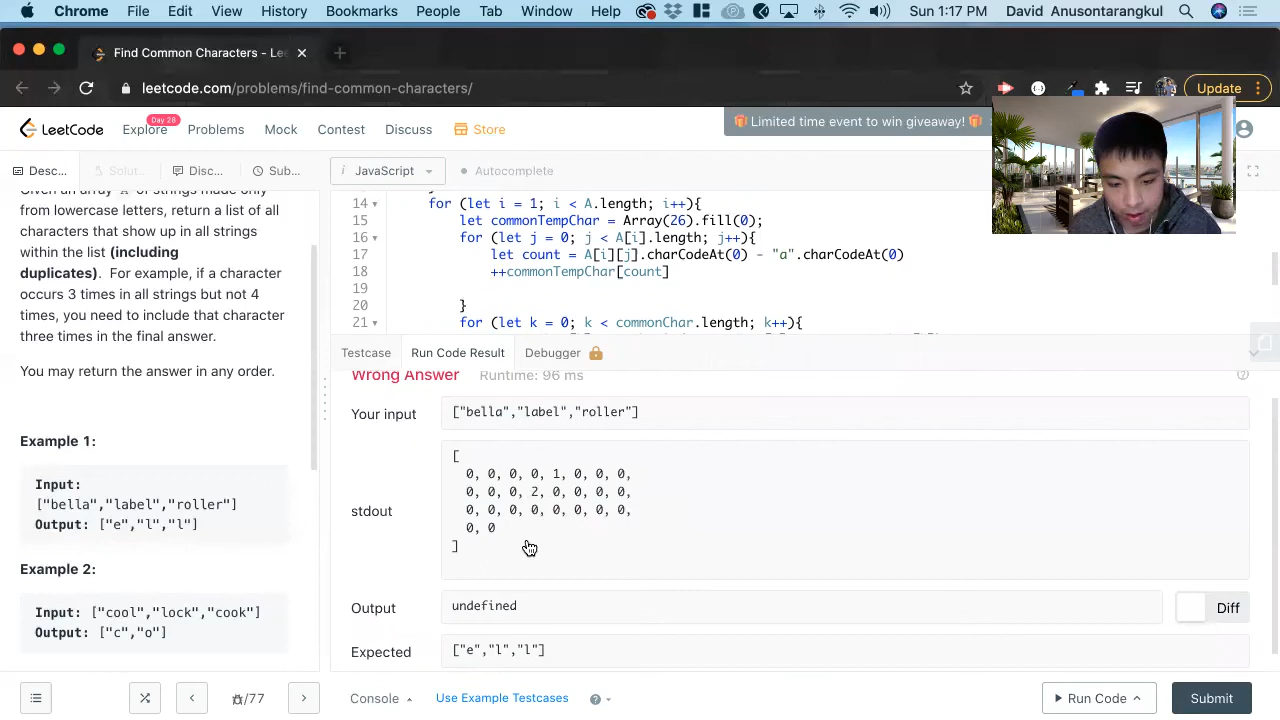 Chrome File Edit View History Bookmarks People Tab Window Help Sun 1:17 PM David Anusontarangkul
Find Common Characters - Le
leetcode.com/problems/find-common-characters/
Update
LeetCode Explore Day 28 Problems Mock Contest Discuss Store
🎁 Limited time event to win giveaway! 🎁
Desc... Solut... Disc... Sub...
i JavaScript Autocomplete
Given an array A of strings made only
from lowercase letters, return a list of all
characters that show up in all strings
within the list (including
duplicates). For example, if a character
occurs 3 times in all strings but not 4
times, you need to include that character
three times in the final answer.
You may return the answer in any order.
Example 1:
Input:
["bella","label","roller"]
Output: ["e","l","l"]
Example 2:
Input: ["cool","lock","cook"]
Output: ["c","o"]
14 for (let i = 1; i < A.length; i++){
15 let commonTempChar = Array(26).fill(0);
16 for (let j = 0; j < A[i].length; j++){
17 let count = A[i][j].charCodeAt(0) - "a".charCodeAt(0)
18 ++commonTempChar[count]
19
20 }
21 for (let k = 0; k < commonChar.length; k++){
Testcase Run Code Result Debugger
Wrong Answer Runtime: 96 ms
Your input ["bella","label","roller"]
stdout
[
0, 0, 0, 0, 1, 0, 0, 0,
0, 0, 0, 2, 0, 0, 0, 0,
0, 0, 0, 0, 0, 0, 0, 0,
0, 0
]
Output undefined Diff
Expected ["e","l","l"]
/77 Console Use Example Testcases Run Code Submit